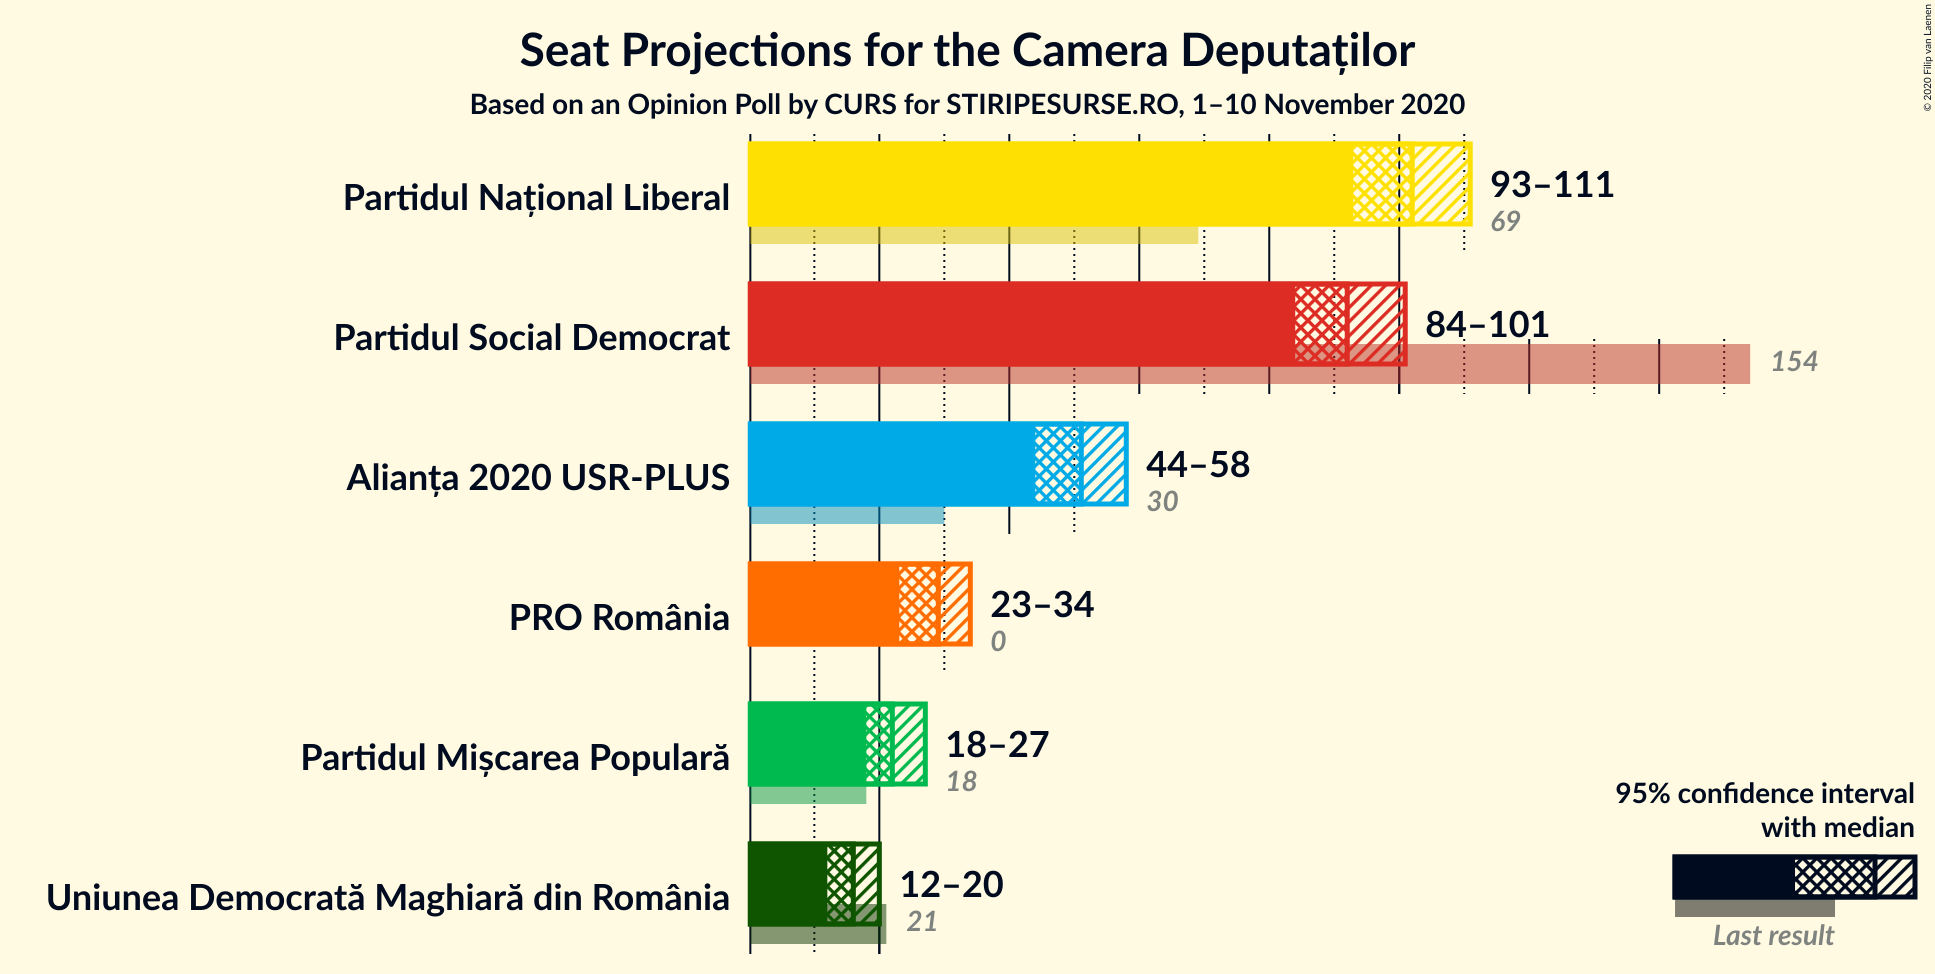 Seat Projections for the Camera Deputaților
Based on an Opinion Poll by CURS for STIRIPESURSE.RO, 1–10 November 2020
© 2020 Filip van Laenen
Partidul Național Liberal
93–111
69
Partidul Social Democrat
84–101
154
Alianța 2020 USR-PLUS
44–58
30
PRO România
23–34
0
Partidul Mișcarea Populară
18–27
18
Uniunea Democrată Maghiară din România
12–20
21
95% confidence interval
with median
Last result